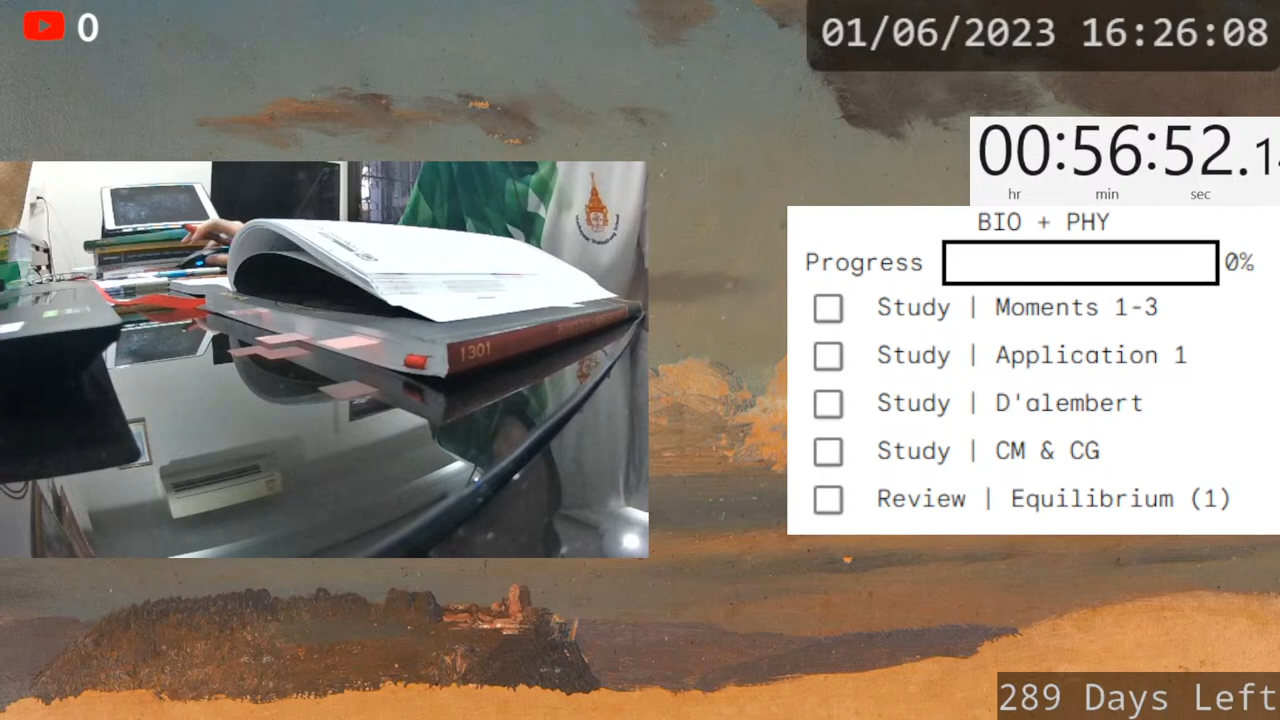 0
01/06/2023 16:26:08
00:56:52.1
hr min sec
BIO + PHY
Progress 0%
Study | Moments 1-3
Study | Application 1
Study | D'alembert
Study | CM & CG
Review | Equilibrium (1)
1301
289 Days Left